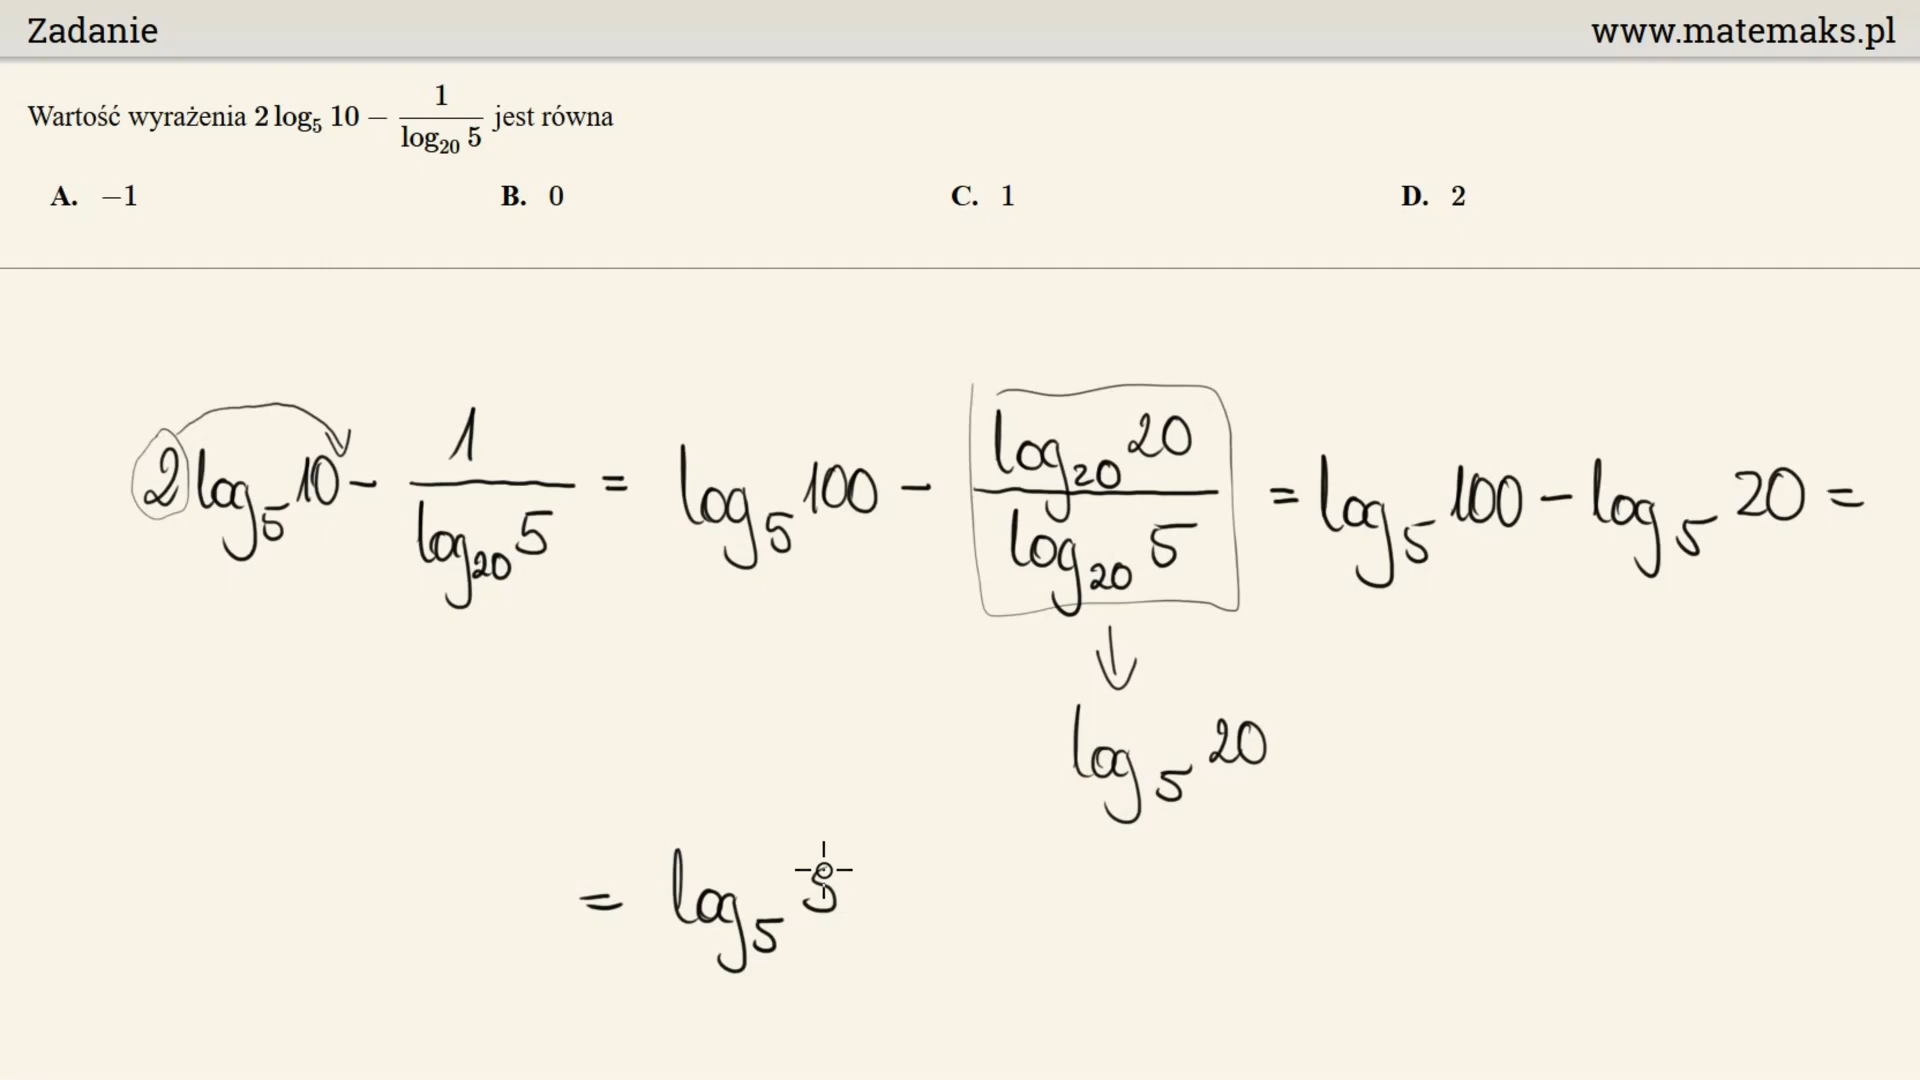 Zadanie www.matemaks.pl
Wartość wyrażenia 2 log₅ 10 − 1/log₂₀ 5 jest równa
A. −1 B. 0 C. 1 D. 2
2 log₅ 10 − 1/log₂₀ 5 = log₅ 100 − log₂₀ 20/log₂₀ 5 = log₅ 100 − log₅ 20 =
log₅ 20
= log₅ 5